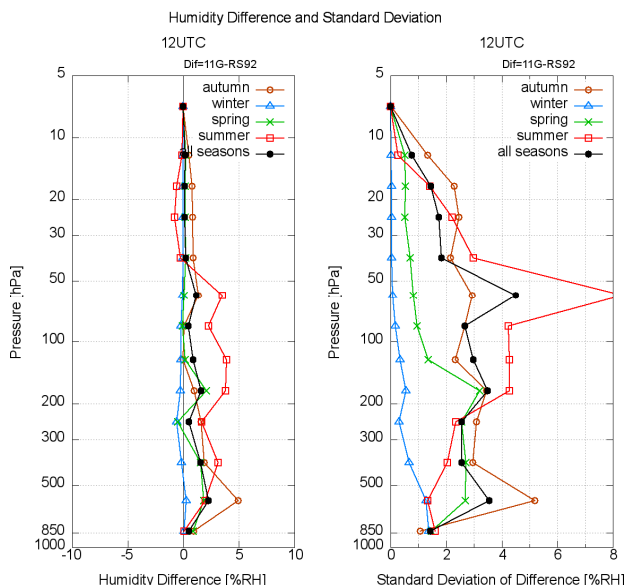 Humidity Difference and Standard Deviation
12UTC
Dif=11G-RS92
autumn
winter
spring
summer
seasons
5
10
20
30
50
100
200
300
500
850
1000
Pressure [hPa]
-10 -5 0 5 10
Humidity Difference [%RH]
12UTC
Dif=11G-RS92
autumn
winter
spring
summer
all seasons
5
10
20
30
50
100
200
300
500
850
1000
Pressure [hPa]
0 2 4 6 8
Standard Deviation of Difference [%RH]